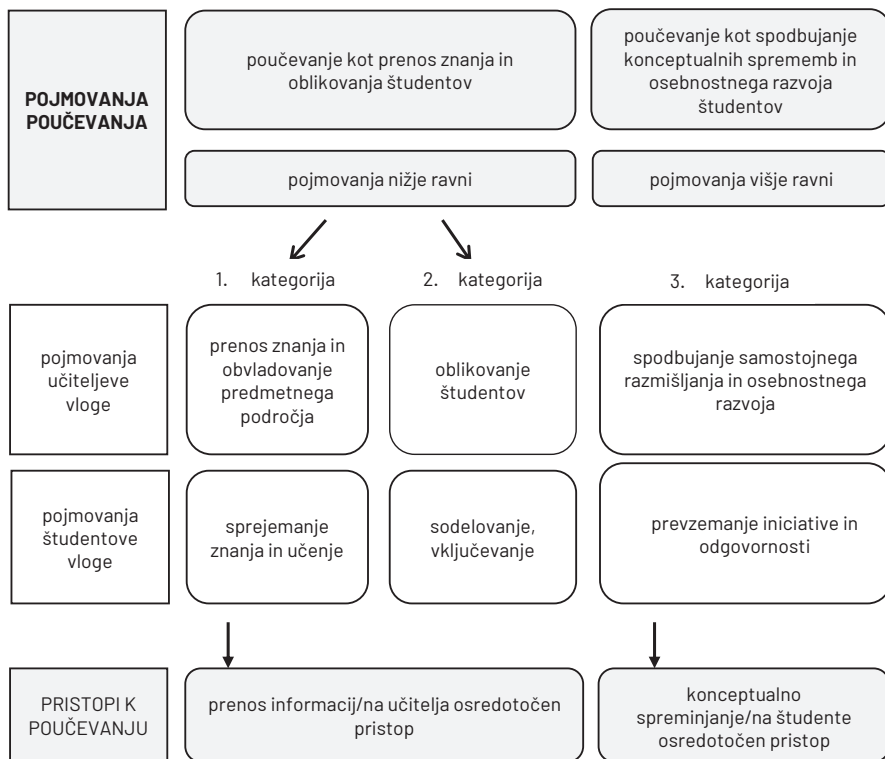 POJMOVANJA
POUČEVANJA
poučevanje kot prenos znanja in
oblikovanja študentov
poučevanje kot spodbujanje
konceptualnih sprememb in
osebnostnega razvoja
študentov
pojmovanja nižje ravni
pojmovanja višje ravni
1. kategorija
2. kategorija
3. kategorija
pojmovanja
učiteljeve
vloge
prenos znanja in
obvladovanje
predmetnega
področja
oblikovanje
študentov
spodbujanje samostojnega
razmišljanja in osebnostnega
razvoja
pojmovanja
študentove
vloge
sprejemanje
znanja in učenje
sodelovanje,
vključevanje
prevzemanje iniciative in
odgovornosti
PRISTOPI K
POUČEVANJU
prenos informacij/na učitelja osredotočen
pristop
konceptualno
spreminjanje/na študente
osredotočen pristop